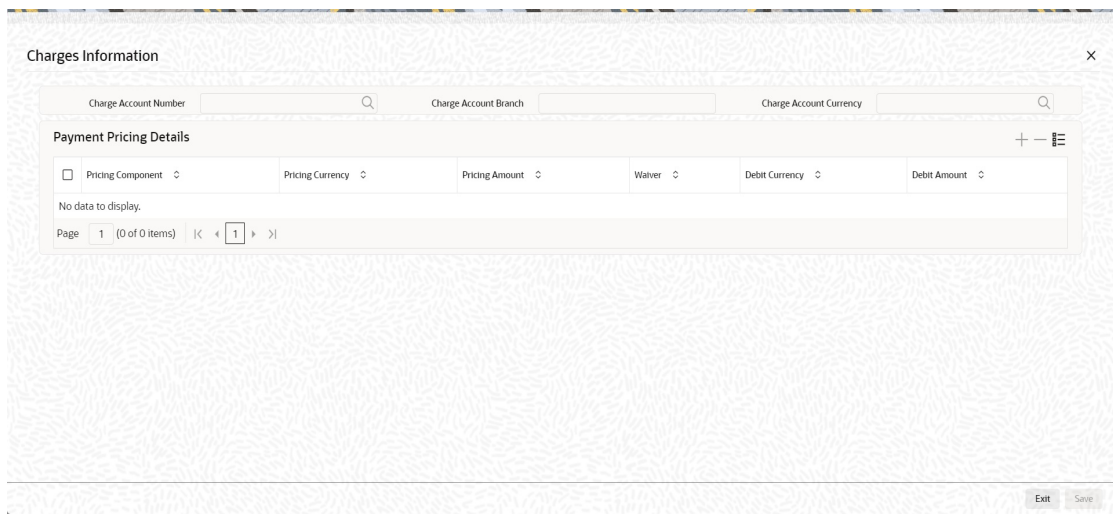 Charges Information
Charge Account Number Charge Account Branch Charge Account Currency
Payment Pricing Details
Pricing Component Pricing Currency Pricing Amount Waiver Debit Currency Debit Amount
No data to display.
Page 1 (0 of 0 items) 1
Exit Save